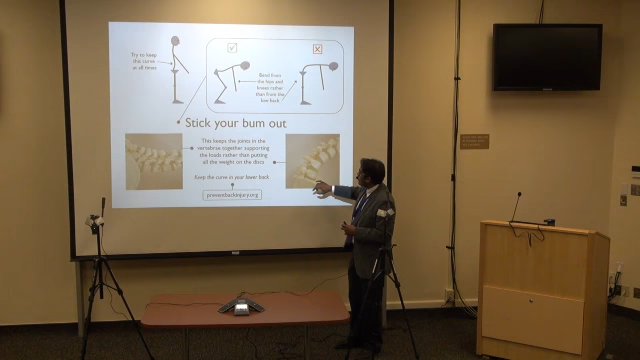 Try to keep
the curve
at all times
Bend from
the hips and
knees rather
than from the
low back
Stick your bum out
This keeps the joints in the
vertebrae together supporting
the loads rather than putting
all the weight on the discs
Keep the curve in your lower back
preventbackinjury.org